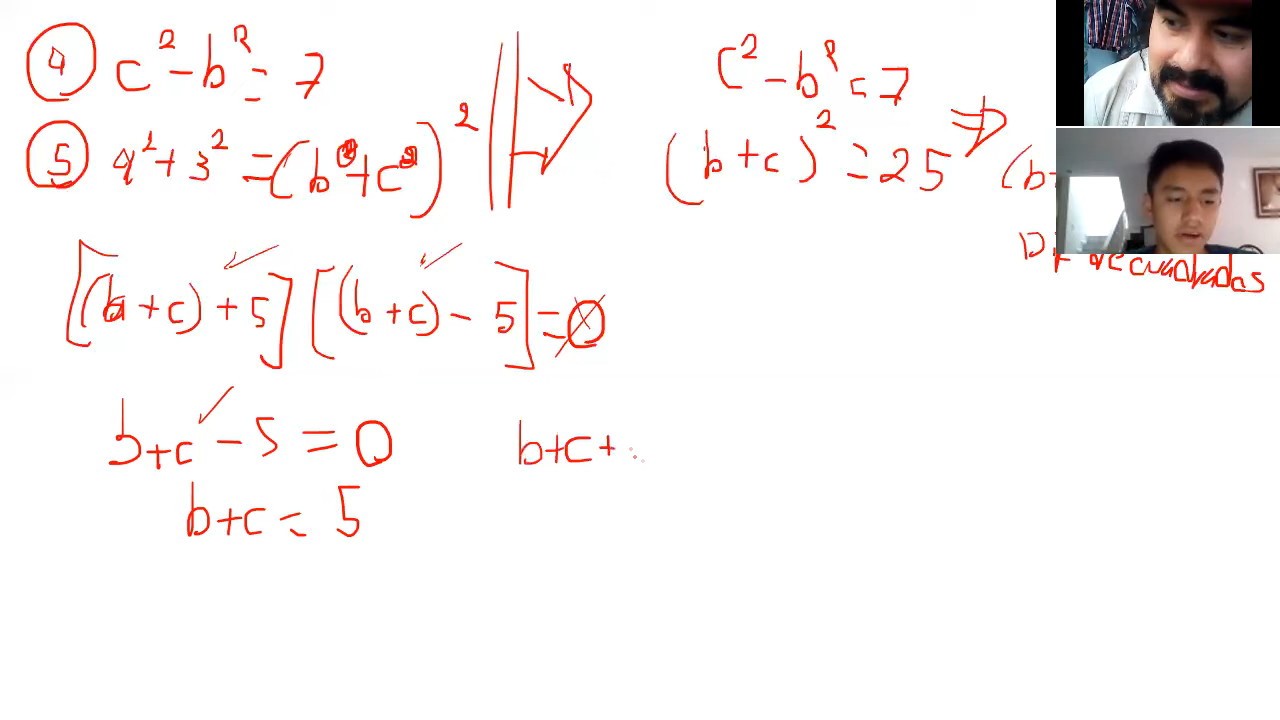 ④ c² - b² = 7
⑤ 4² + 3² = (b + c)²
c² - b² = 7
(b + c)² = 25 ⇒ (b+
cuadrados
[(b + c) + 5] [(b + c) - 5] = 0
b + c - 5 = 0
b + c = 5
b + c +